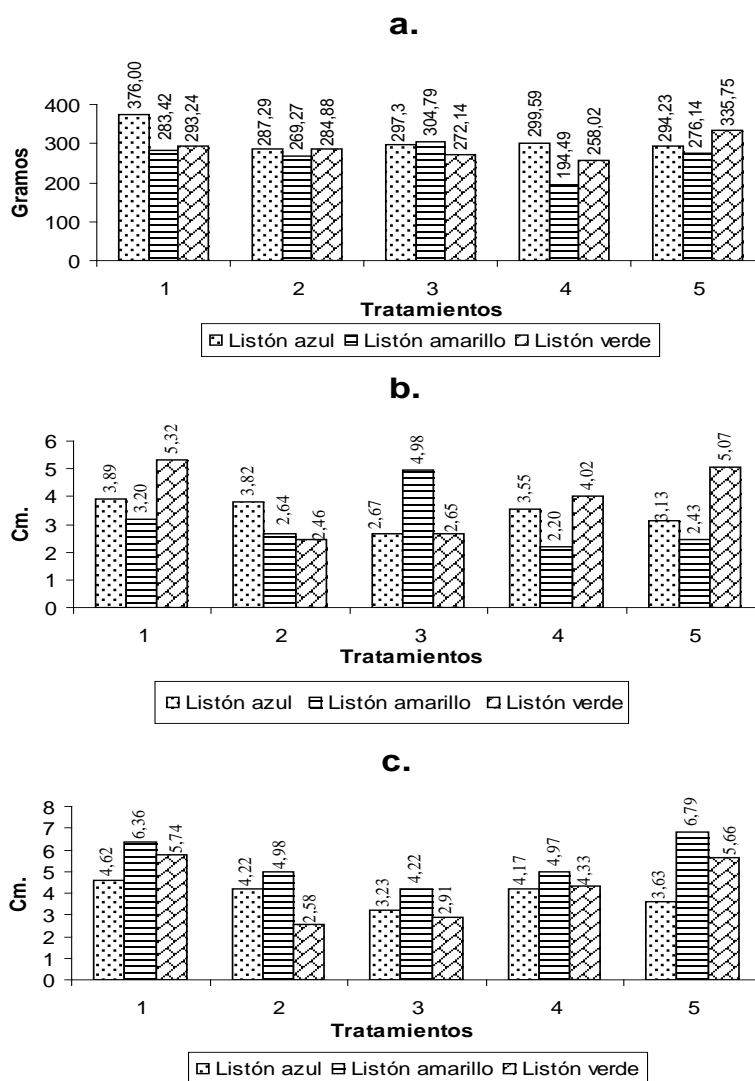 a.
376,00 283,42 293,24 287,29 269,27 284,88 297,3 304,79 272,14 299,59 194,49 258,02 294,23 276,14 335,75
400
300
200
100
0
Gramos
1 2 3 4 5
Tratamientos
Listón azul Listón amarillo Listón verde
b.
3,89 3,20 5,32 3,82 2,64 2,46 2,67 4,98 2,65 3,55 2,20 4,02 3,13 2,43 5,07
6
5
4
3
2
1
0
Cm.
1 2 3 4 5
Tratamientos
Listón azul Listón amarillo Listón verde
c.
4,62 6,36 5,74 4,22 4,98 2,58 3,23 4,22 2,91 4,17 4,97 4,33 3,63 6,79 5,66
8
7
6
5
4
3
2
1
0
Cm.
1 2 3 4 5
Tratamientos
Listón azul Listón amarillo Listón verde